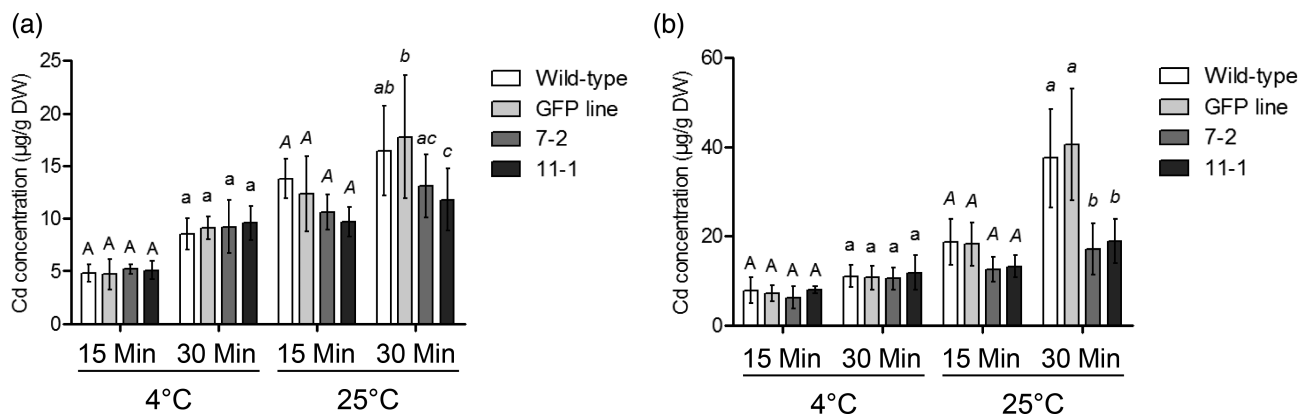 (a)
Cd concentration (µg/g DW)
25
20
15
10
5
0
A A A A
a a a a
A A A A
ab b ac c
15 Min 30 Min 15 Min 30 Min
4°C 25°C
Wild-type
GFP line
7-2
11-1
(b)
Cd concentration (µg/g DW)
60
40
20
0
A A A A
a a a a
A A A A
a a b b
15 Min 30 Min 15 Min 30 Min
4°C 25°C
Wild-type
GFP line
7-2
11-1